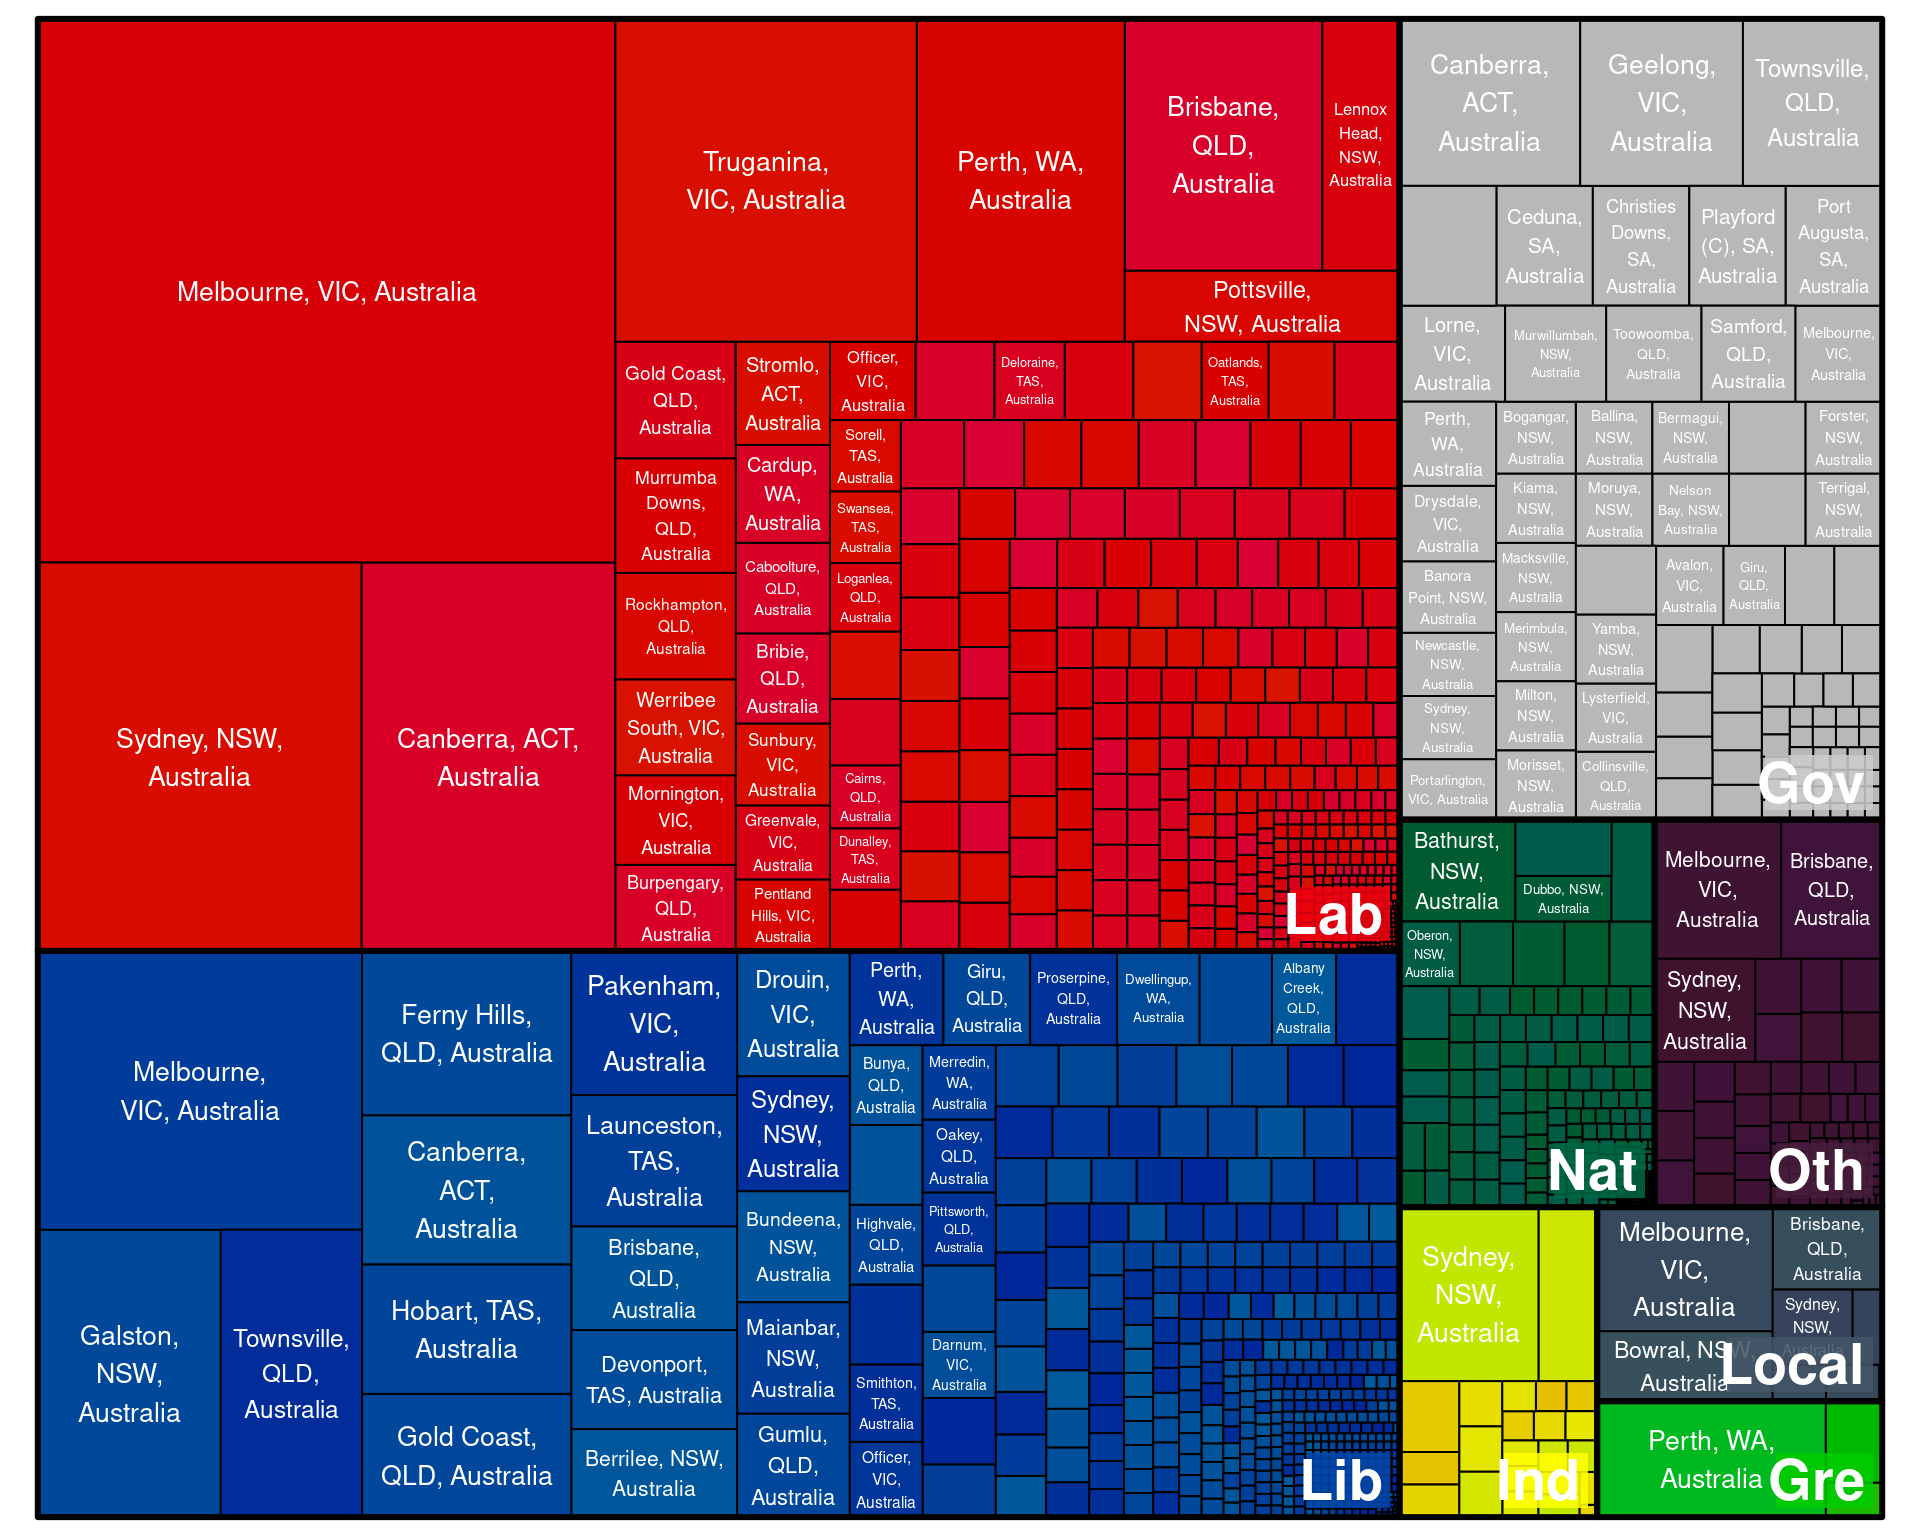 Melbourne, VIC, Australia
Truganina,
VIC, Australia
Perth, WA,
Australia
Brisbane,
QLD,
Australia
Lennox
Head,
NSW,
Australia
Pottsville,
NSW, Australia
Sydney, NSW,
Australia
Canberra, ACT,
Australia
Gold Coast,
QLD,
Australia
Murrumba
Downs,
QLD,
Australia
Rockhampton,
QLD,
Australia
Werribee
South, VIC,
Australia
Mornington,
VIC,
Australia
Burpengary,
QLD,
Australia
Stromlo,
ACT,
Australia
Cardup,
WA,
Australia
Caboolture,
QLD,
Australia
Bribie,
QLD,
Australia
Sunbury,
VIC,
Australia
Greenvale,
VIC,
Australia
Pentland
Hills, VIC,
Australia
Officer,
VIC,
Australia
Deloraine,
TAS,
Australia
Oatlands,
TAS,
Australia
Sorell,
TAS,
Australia
Swansea,
TAS,
Australia
Loganlea,
QLD,
Australia
Cairns,
QLD,
Australia
Dunalley,
TAS,
Australia
Lab
Canberra,
ACT,
Australia
Geelong,
VIC,
Australia
Townsville,
QLD,
Australia
Ceduna,
SA,
Australia
Christies
Downs,
SA,
Australia
Playford
(C), SA,
Australia
Port
Augusta,
SA,
Australia
Lorne,
VIC,
Australia
Murwillumbah,
NSW,
Australia
Toowoomba,
QLD,
Australia
Samford,
QLD,
Australia
Melbourne,
VIC,
Australia
Perth,
WA,
Australia
Drysdale,
VIC,
Australia
Banora
Point, NSW,
Australia
Newcastle,
NSW,
Australia
Sydney,
NSW,
Australia
Portarlington,
VIC, Australia
Bogangar,
NSW,
Australia
Ballina,
NSW,
Australia
Bermagui,
NSW,
Australia
Forster,
NSW,
Australia
Kiama,
NSW,
Australia
Moruya,
NSW,
Australia
Nelson
Bay, NSW,
Australia
Terrigal,
NSW,
Australia
Macksville,
NSW,
Australia
Merimbula,
NSW,
Australia
Milton,
NSW,
Australia
Morisset,
NSW,
Australia
Avalon,
VIC,
Australia
Giru,
QLD,
Australia
Yamba,
NSW,
Australia
Lysterfield,
VIC,
Australia
Collinsville,
QLD,
Australia
Gov
Melbourne,
VIC, Australia
Galston,
NSW,
Australia
Townsville,
QLD,
Australia
Ferny Hills,
QLD, Australia
Canberra,
ACT,
Australia
Hobart, TAS,
Australia
Gold Coast,
QLD, Australia
Pakenham,
VIC,
Australia
Launceston,
TAS,
Australia
Brisbane,
QLD,
Australia
Devonport,
TAS, Australia
Berrilee, NSW,
Australia
Drouin,
VIC,
Australia
Sydney,
NSW,
Australia
Bundeena,
NSW,
Australia
Maianbar,
NSW,
Australia
Gumlu,
QLD,
Australia
Perth,
WA,
Australia
Giru,
QLD,
Australia
Proserpine,
QLD,
Australia
Dwellingup,
WA,
Australia
Albany
Creek,
QLD,
Australia
Bunya,
QLD,
Australia
Highvale,
QLD,
Australia
Smithton,
TAS,
Australia
Officer,
VIC,
Australia
Merredin,
WA,
Australia
Oakey,
QLD,
Australia
Pittsworth,
QLD,
Australia
Darnum,
VIC,
Australia
Lib
Bathurst,
NSW,
Australia
Dubbo, NSW,
Australia
Oberon,
NSW,
Australia
Nat
Melbourne,
VIC,
Australia
Brisbane,
QLD,
Australia
Sydney,
NSW,
Australia
Oth
Sydney,
NSW,
Australia
Ind
Melbourne,
VIC,
Australia
Brisbane,
QLD,
Australia
Sydney,
NSW,
Australia
Bowral, NSW,
Australia
Local
Perth, WA,
Australia
Gre